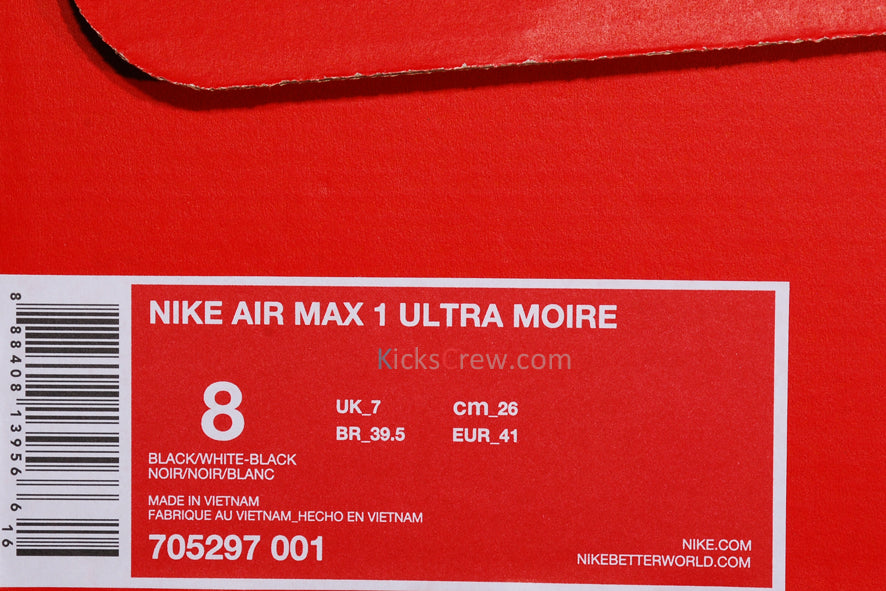 NIKE AIR MAX 1 ULTRA MOIRE
KicksCrew.com
8
UK_7 cm_26
BR_39.5 EUR_41
BLACK/WHITE-BLACK
NOIR/NOIR/BLANC
MADE IN VIETNAM
FABRIQUE AU VIETNAM_HECHO EN VIETNAM
705297 001
NIKE.COM
NIKEBETTERWORLD.COM
8 88408 13956 6 16